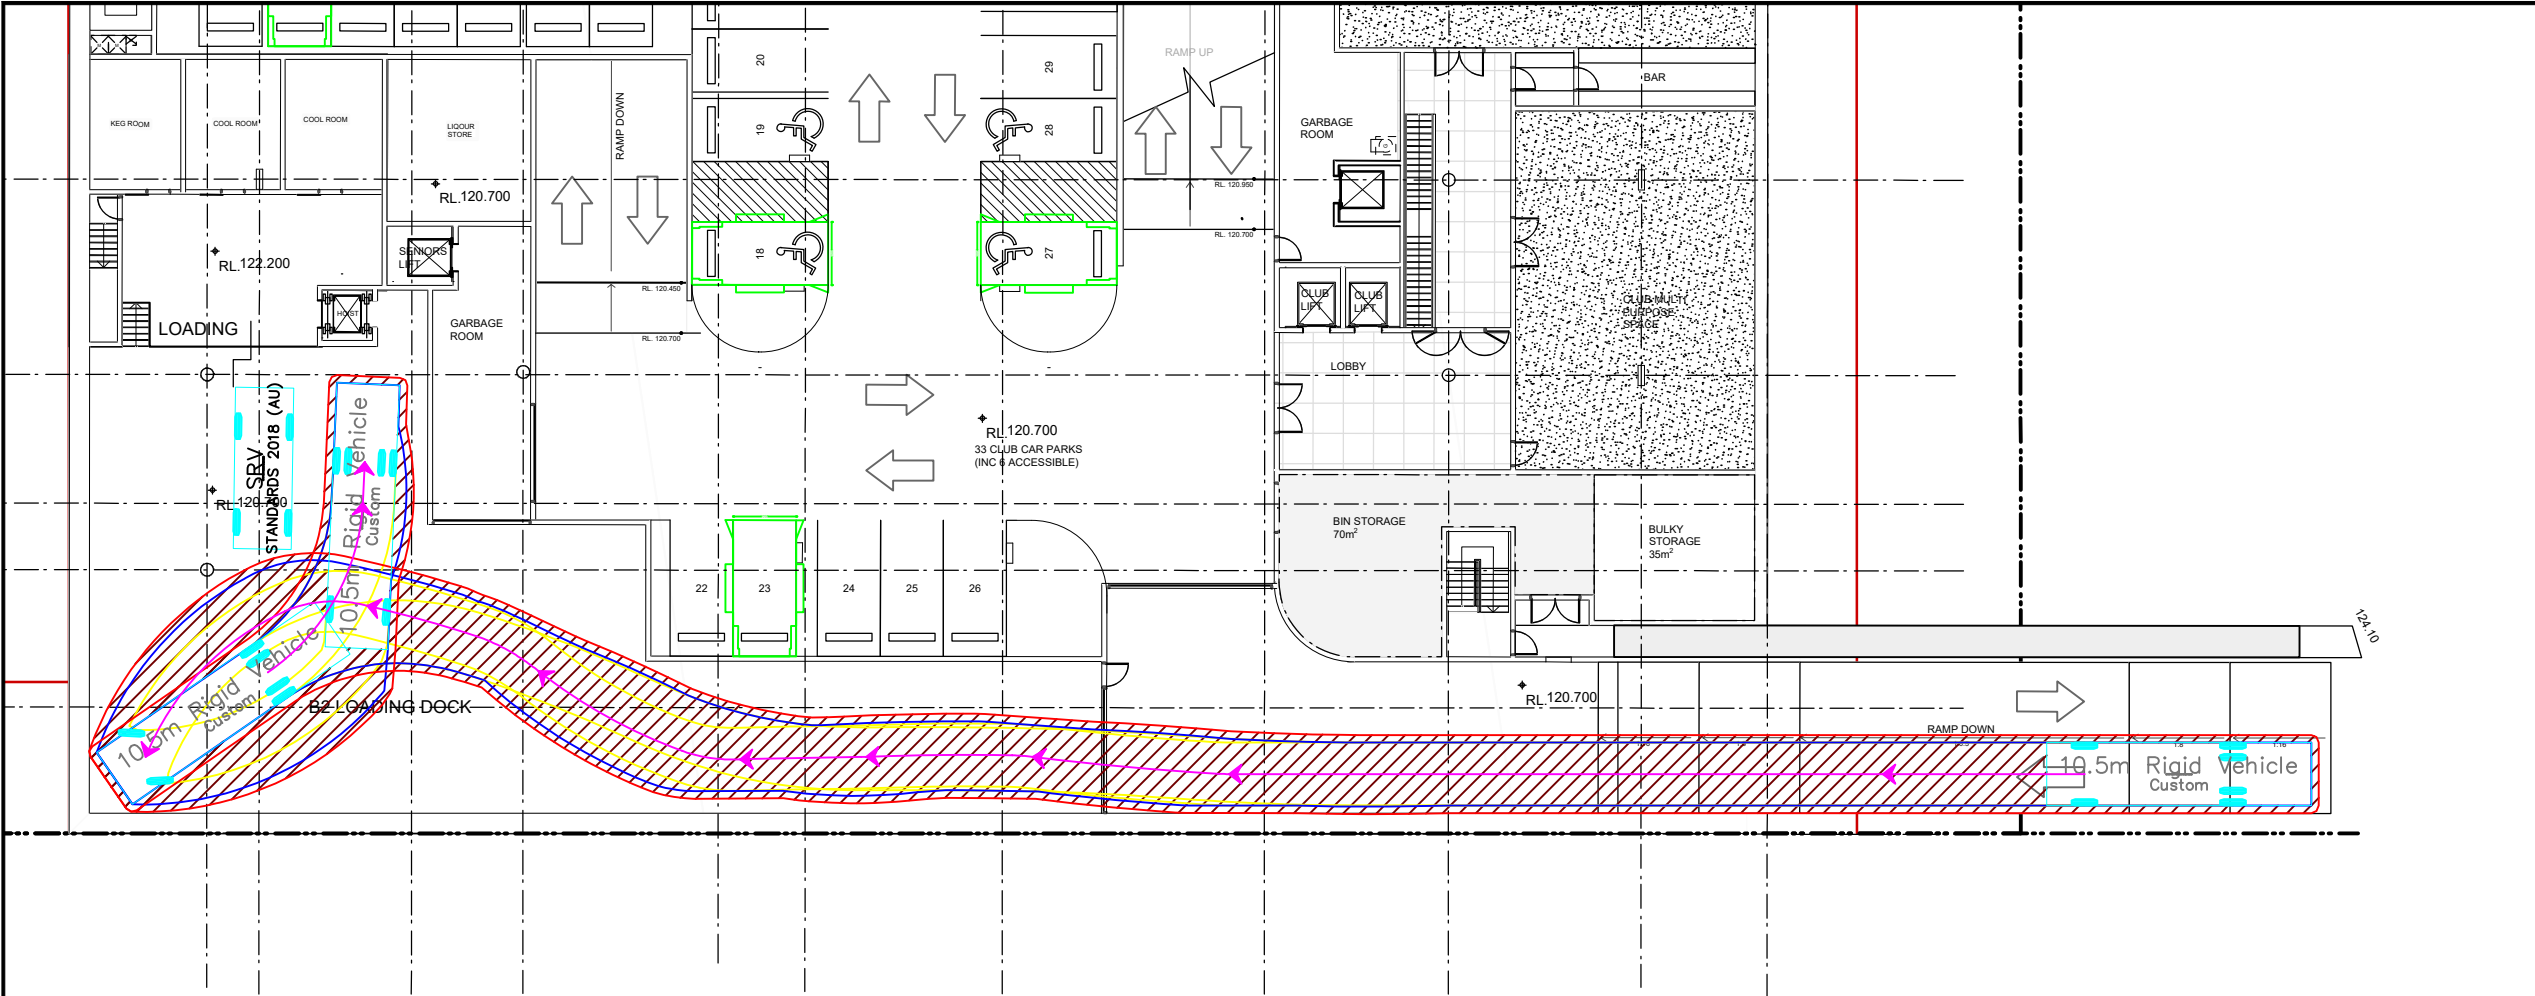 RAMP UP
20
29
BAR
KEG ROOM
COOL ROOM
COOL ROOM
LIQOUR
STORE
RAMP DOWN
19
28
GARBAGE
ROOM
RL.120.700
RL. 120.950
RL. 120.700
SENIORS
LIFT
18
27
RL.122.200
RL. 120.450
HOIST
LOADING
GARBAGE
ROOM
RL. 120.700
CLUB
LIFT
CLUB
LIFT
CLUB MULTI
PURPOSE
SPACE
LOBBY
RL.120.700
33 CLUB CAR PARKS
(INC 6 ACCESSIBLE)
SRV
STANDARDS 2018 (AU)
RL.120.700
10.5m Rigid Vehicle
Custom
BIN STORAGE
70m²
BULKY
STORAGE
35m²
22
23
24
25
26
124.10
10.5m Rigid Vehicle
Custom
B2 LOADING DOCK
RL.120.700
RAMP DOWN
1:8
1:16
10.5m Rigid Vehicle
Custom